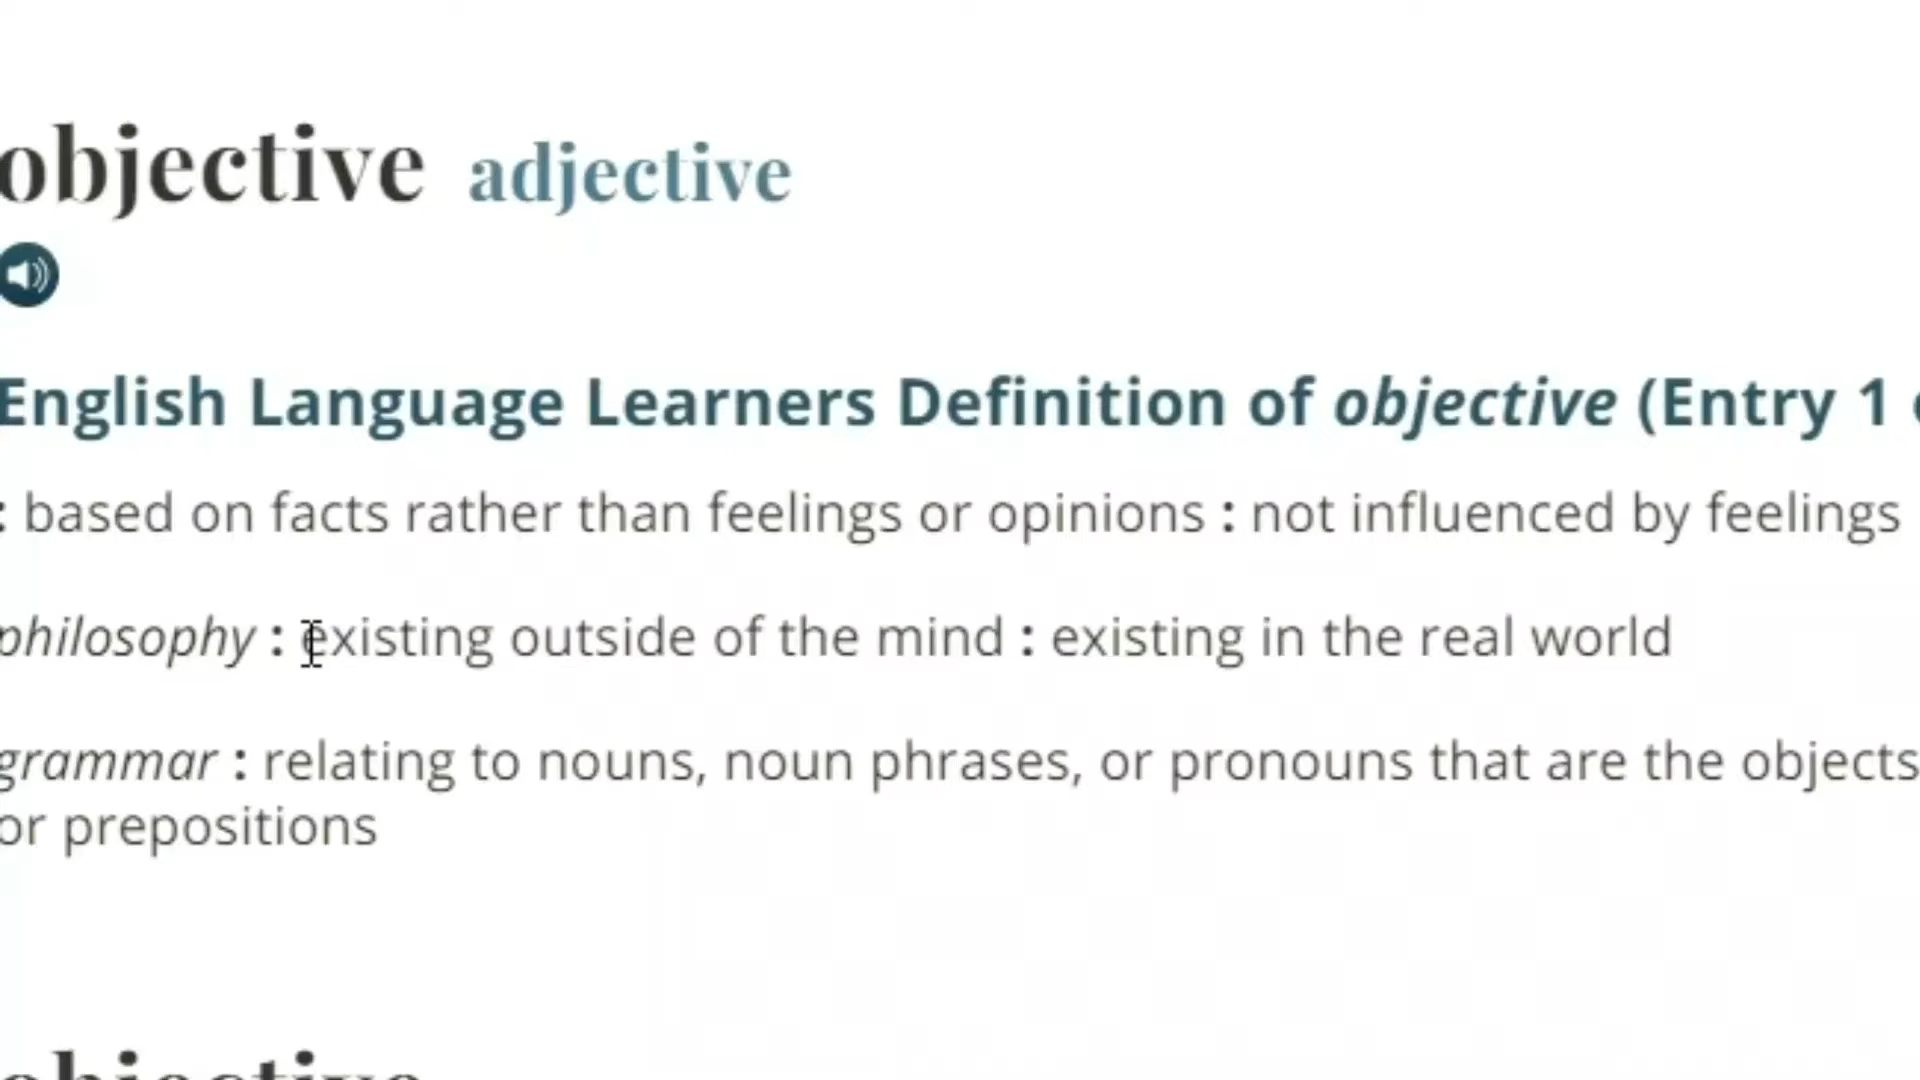 objective adjective
English Language Learners Definition of objective (Entry 1
: based on facts rather than feelings or opinions : not influenced by feelings
philosophy : existing outside of the mind : existing in the real world
grammar : relating to nouns, noun phrases, or pronouns that are the objects
or prepositions
objective